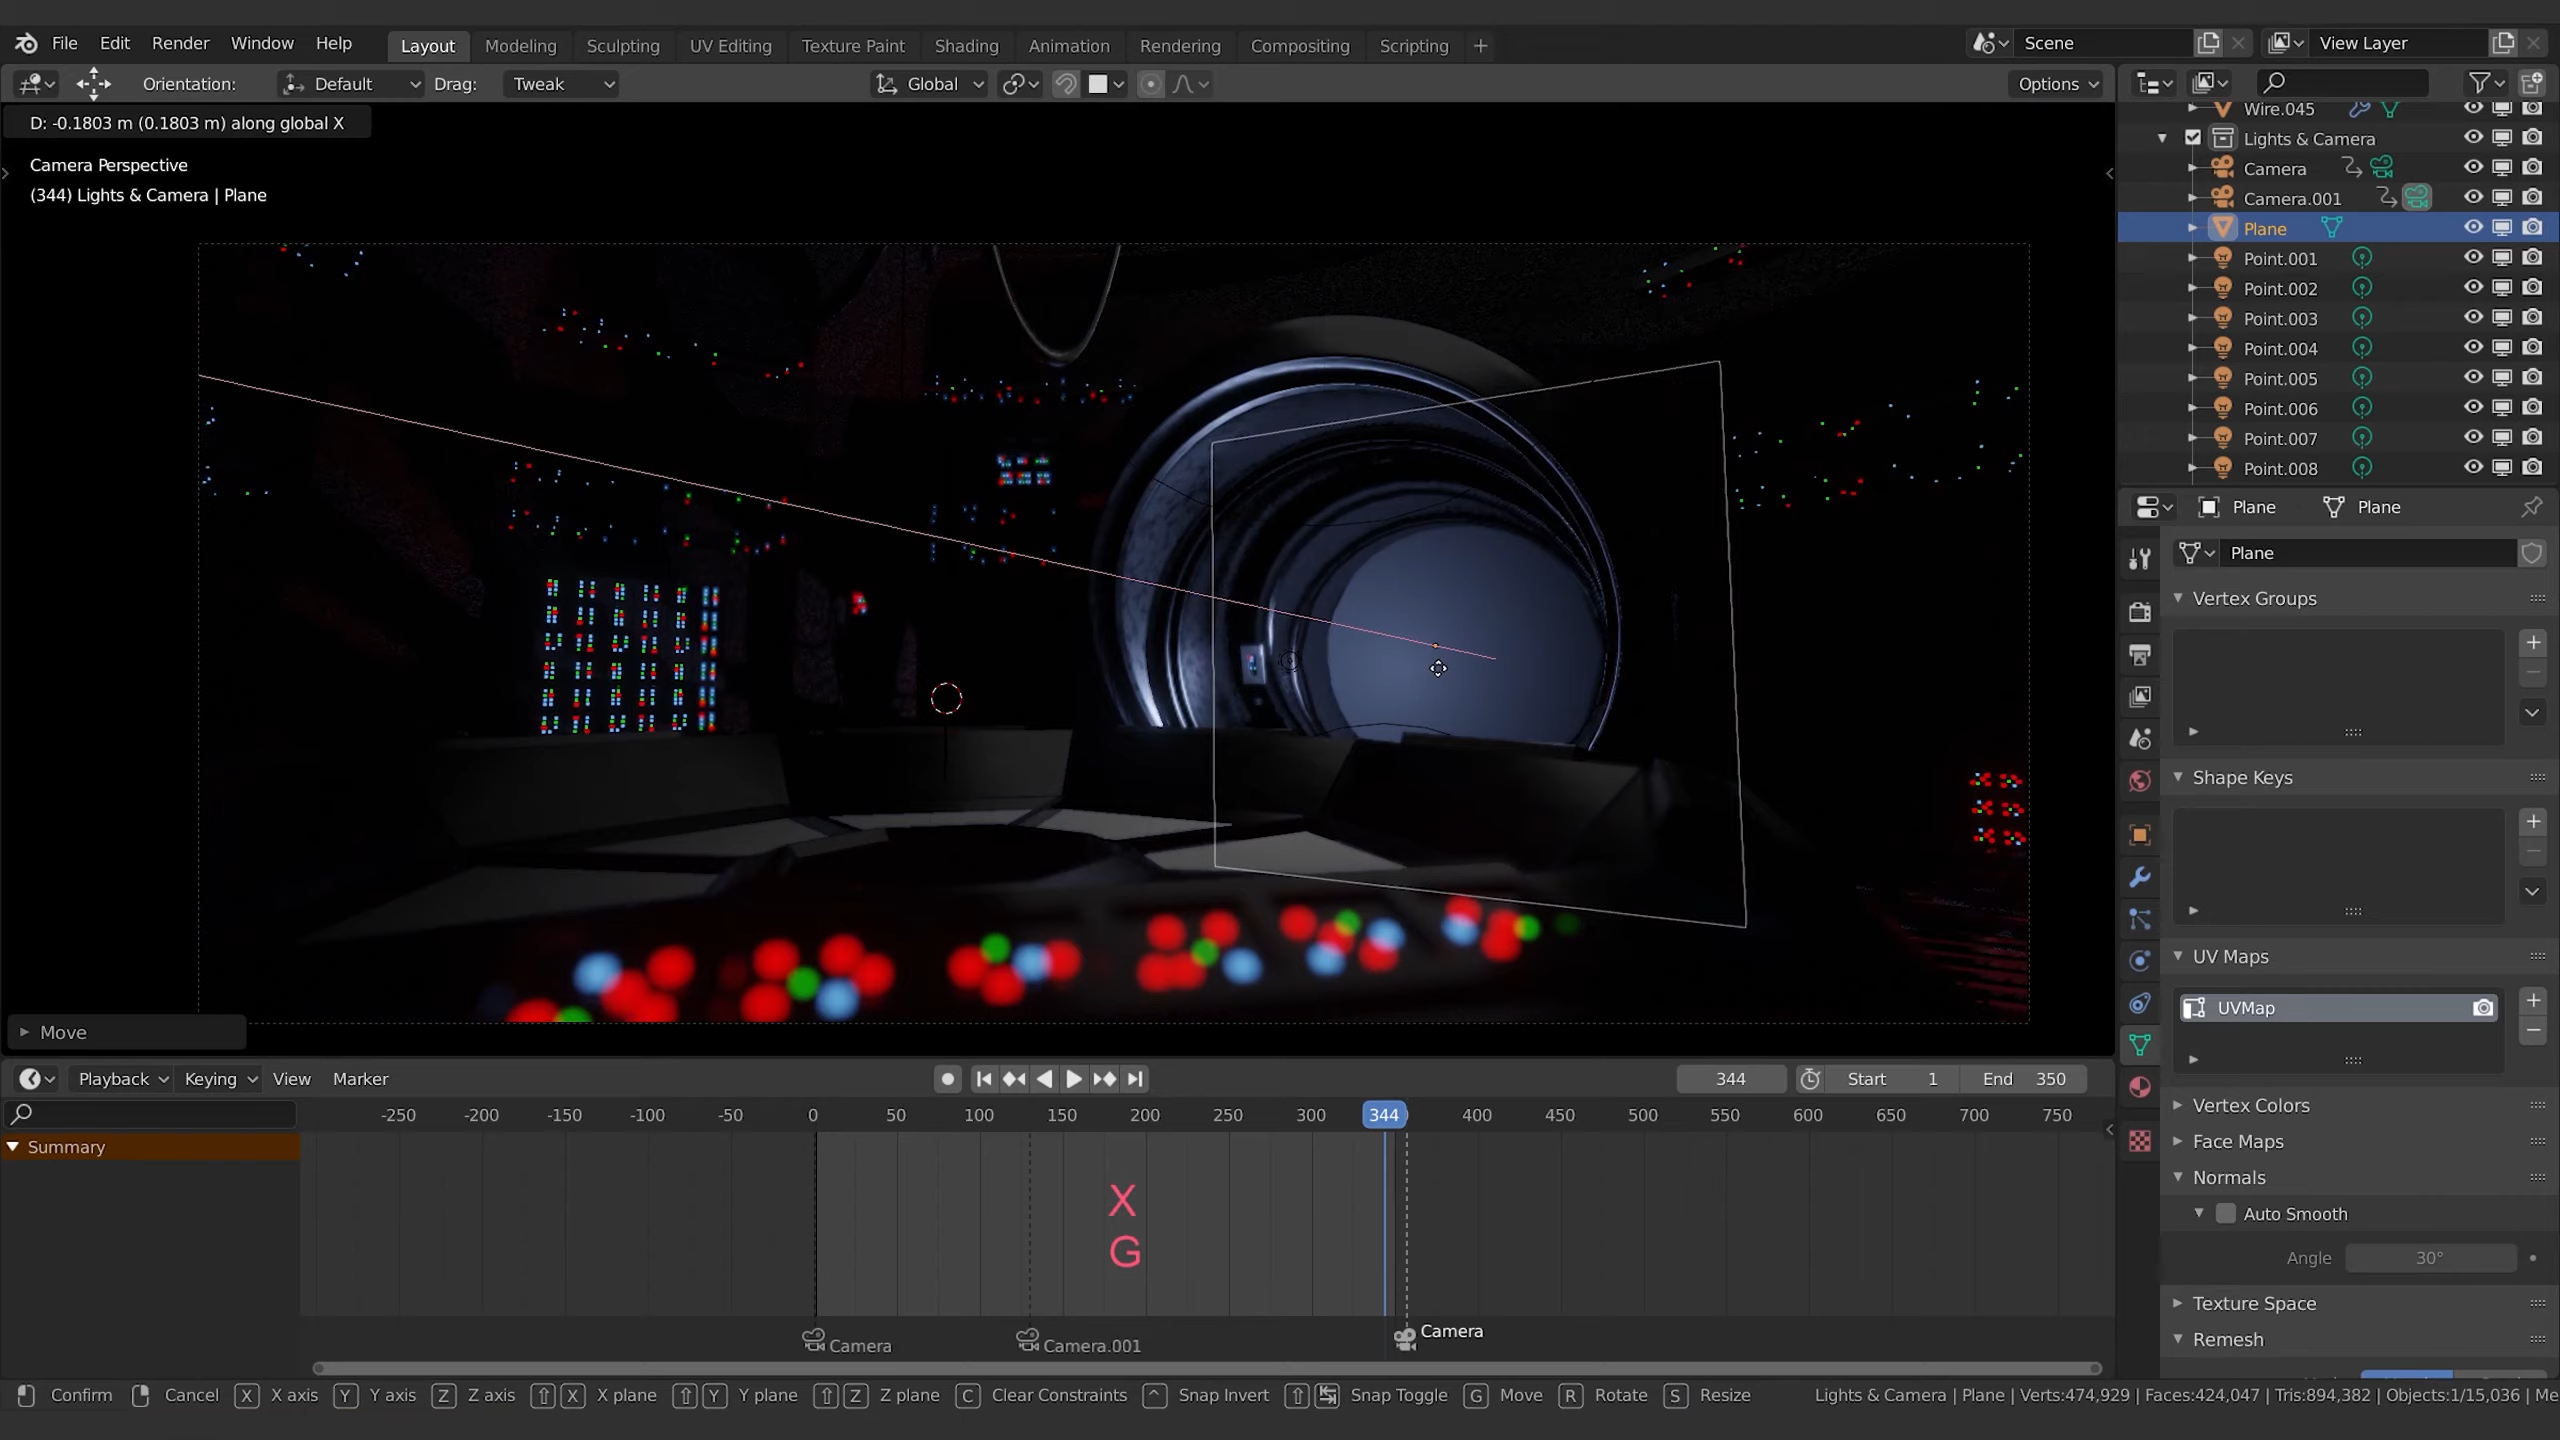 File Edit Render Window Help Layout Modeling Sculpting UV Editing Texture Paint Shading Animation Rendering Compositing Scripting + Scene View Layer
Orientation: Default Drag: Tweak Global Options
D: -0.1803 m (0.1803 m) along global X
Camera Perspective
(344) Lights & Camera | Plane
Wire.045
Lights & Camera
Camera
Camera.001
Plane
Point.001
Point.002
Point.003
Point.004
Point.005
Point.006
Point.007
Point.008
Plane Plane
Plane
Vertex Groups
Shape Keys
UV Maps
UVMap
Vertex Colors
Face Maps
Normals
Auto Smooth
Angle 30°
Texture Space
Remesh
Move
Playback Keying View Marker 344 Start 1 End 350
-250 -200 -150 -100 -50 0 50 100 150 200 250 300 344 400 450 500 550 600 650 700 750
Summary
X
G
Camera Camera.001 Camera
Confirm Cancel X X axis Y Y axis Z Z axis X X plane Y Y plane Z Z plane C Clear Constraints ^ Snap Invert Snap Toggle G Move R Rotate S Resize Lights & Camera | Plane | Verts:474,929 | Faces:424,047 | Tris:894,382 | Objects:1/15,036 | Me